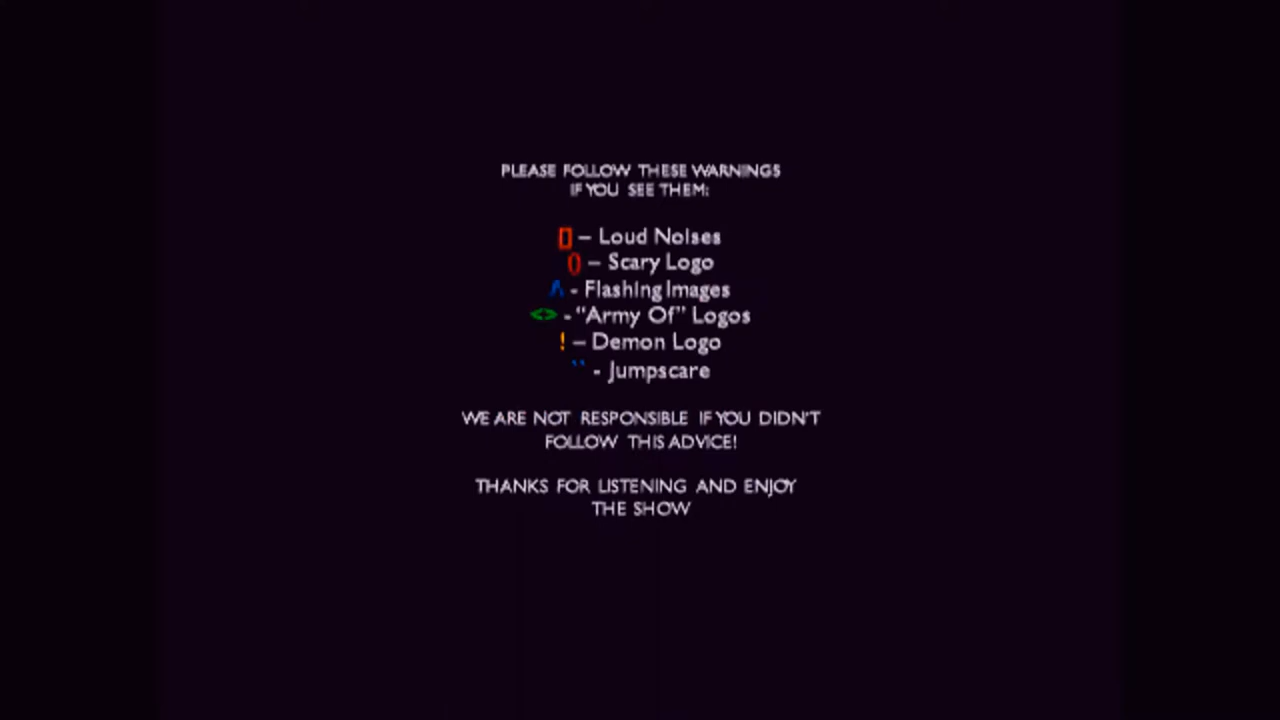 PLEASE FOLLOW THESE WARNINGS
IF YOU SEE THEM:
[] – Loud Noises
() – Scary Logo
/\ - Flashing Images
<> - “Army Of” Logos
! – Demon Logo
`` - Jumpscare
WE ARE NOT RESPONSIBLE IF YOU DIDN'T
FOLLOW THIS ADVICE!
THANKS FOR LISTENING AND ENJOY
THE SHOW